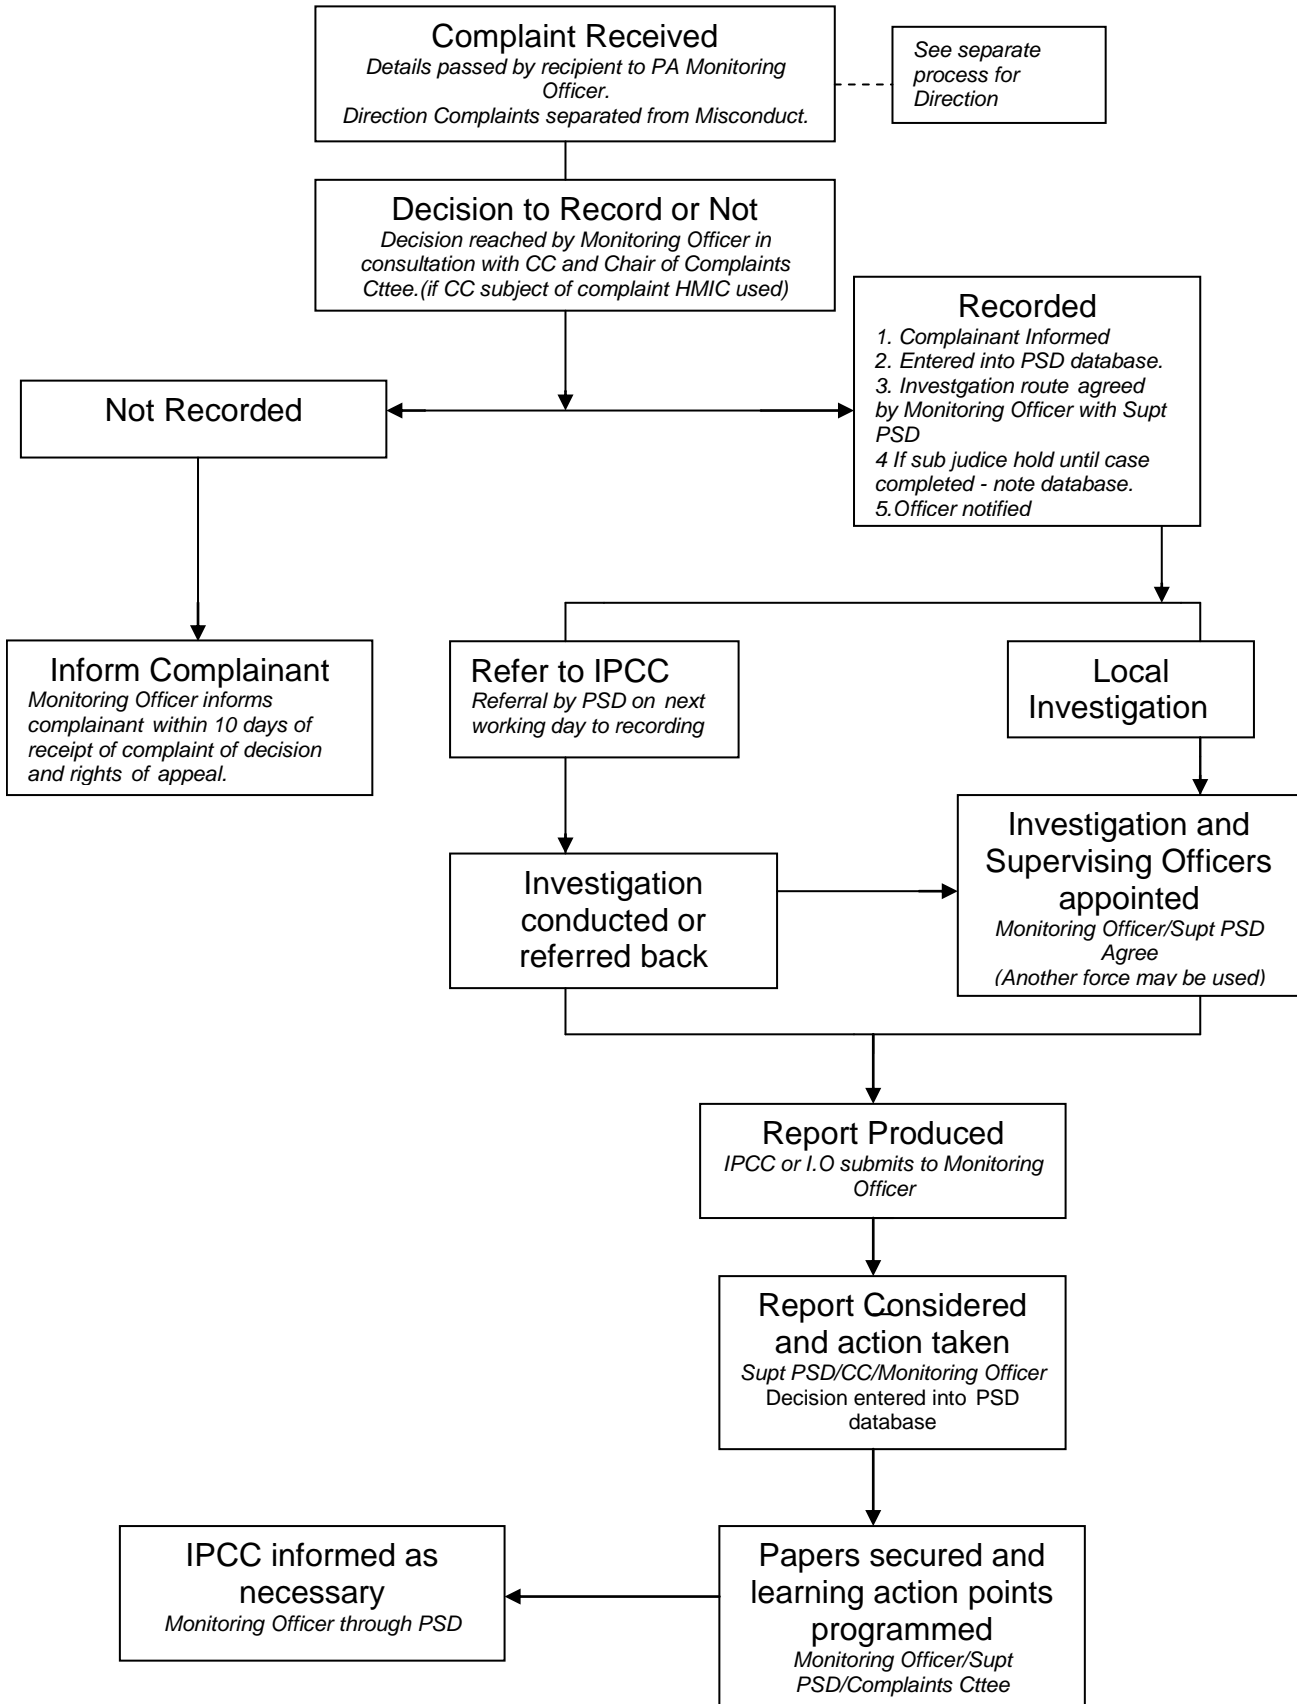 Complaint Received
Details passed by recipient to PA Monitoring
Officer.
Direction Complaints separated from Misconduct.
See separate
process for
Direction
Decision to Record or Not
Decision reached by Monitoring Officer in
consultation with CC and Chair of Complaints
Cttee.(if CC subject of complaint HMIC used)
Recorded
1. Complainant Informed
2. Entered into PSD database.
3. Investgation route agreed
by Monitoring Officer with Supt
PSD
4 If sub judice hold until case
completed - note database.
5.Officer notified
Not Recorded
Inform Complainant
Monitoring Officer informs
complainant within 10 days of
receipt of complaint of decision
and rights of appeal.
Refer to IPCC
Referral by PSD on next
working day to recording
Local
Investigation
Investigation
conducted or
referred back
Investigation and
Supervising Officers
appointed
Monitoring Officer/Supt PSD
Agree
(Another force may be used)
Report Produced
IPCC or I.O submits to Monitoring
Officer
Report Considered
and action taken
Supt PSD/CC/Monitoring Officer
Decision entered into PSD
database
IPCC informed as
necessary
Monitoring Officer through PSD
Papers secured and
learning action points
programmed
Monitoring Officer/Supt
PSD/Complaints Cttee